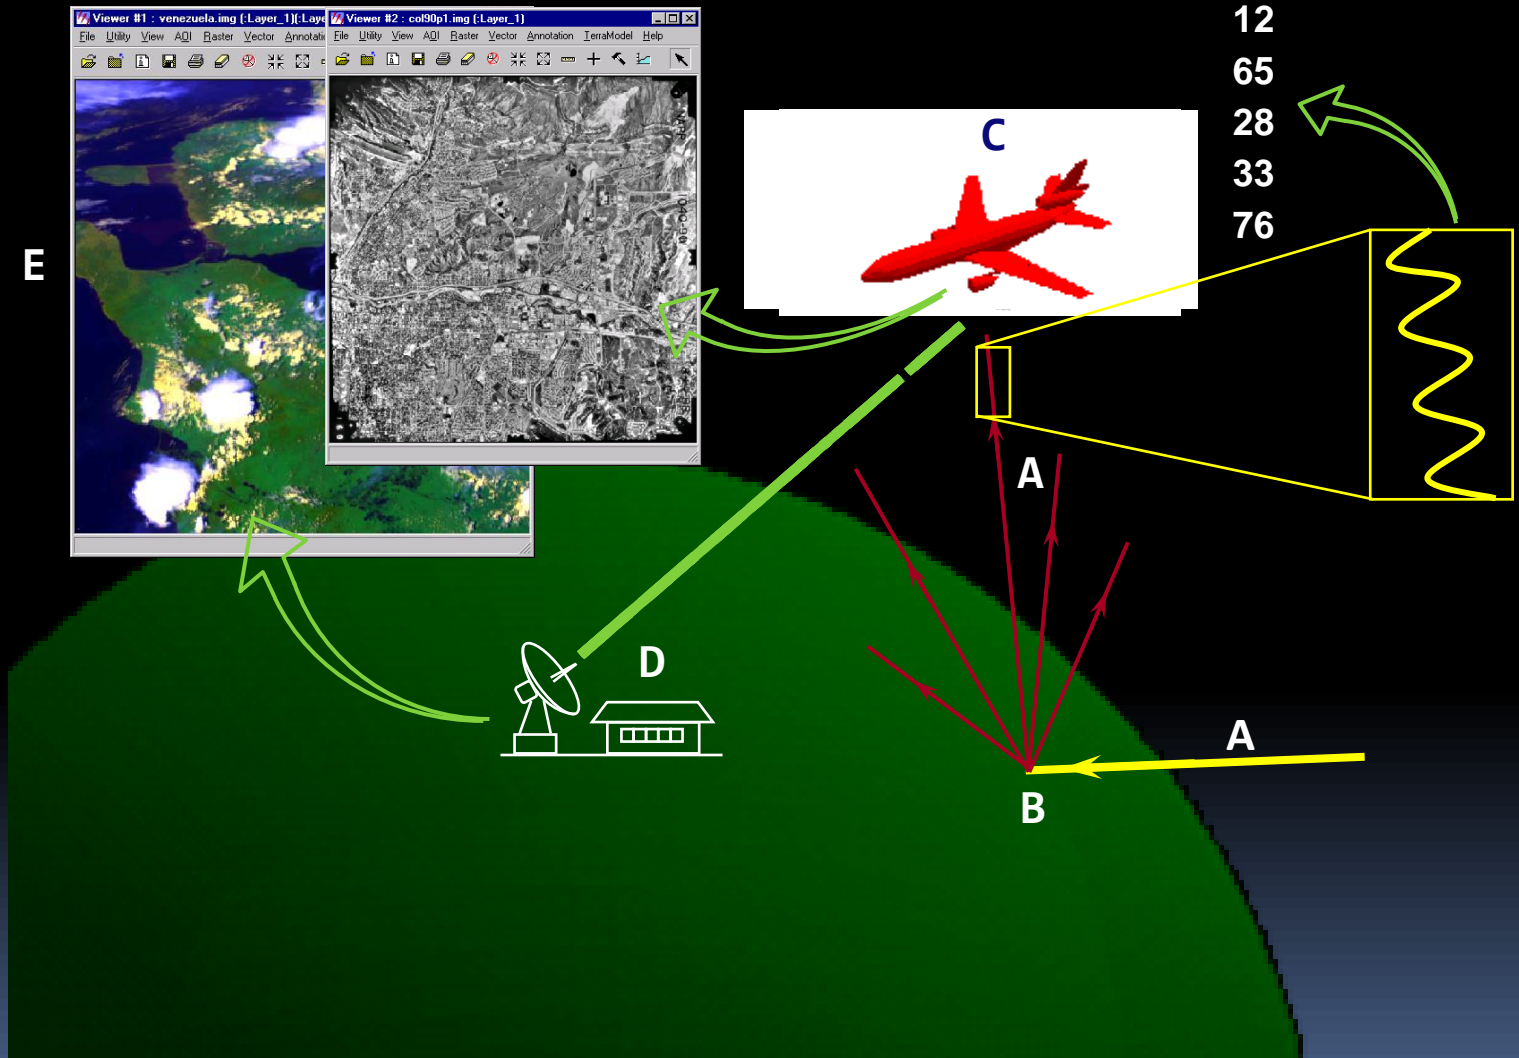 Viewer #1 : venezuela.img (:Layer_1)(:Laye
File Utility View AOI Raster Vector Annotati
Viewer #2 : col90p1.img (:Layer_1)
File Utility View AOI Raster Vector Annotation TerraModel Help
12
65
28
33
76
C
E
A
D
A
B